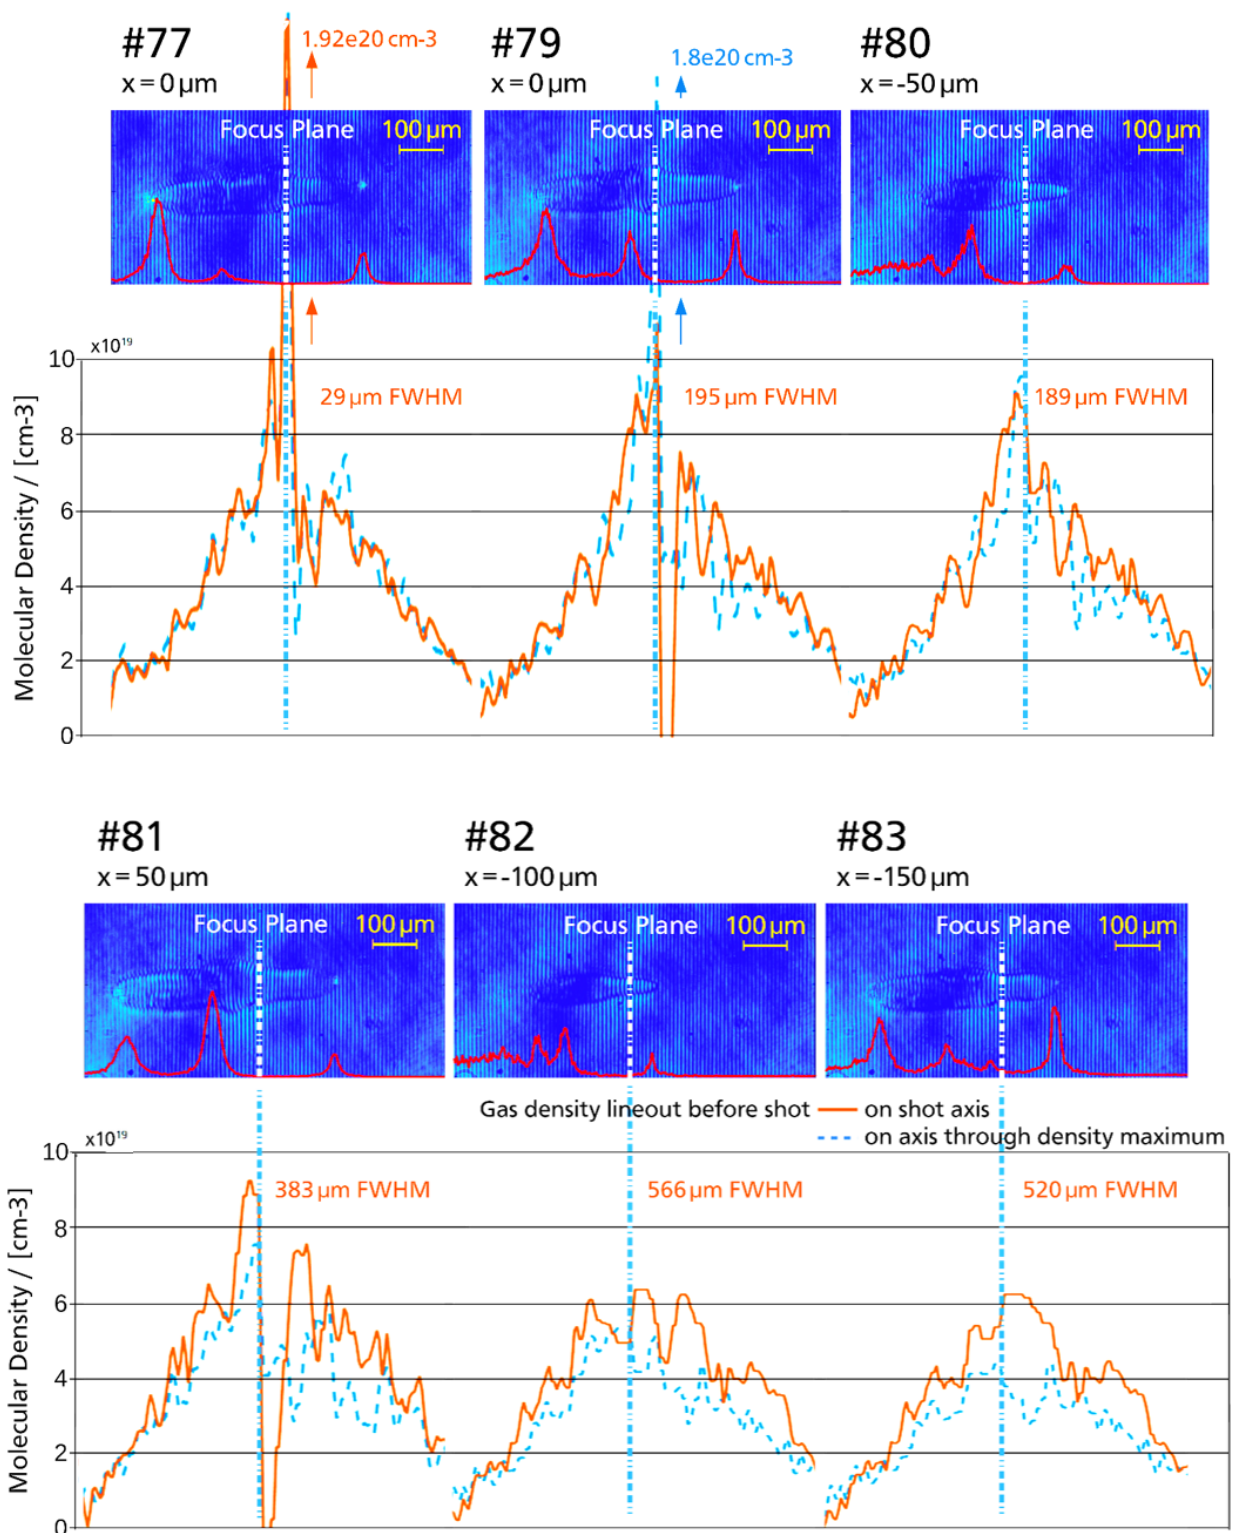 #77
x = 0 µm
1.92e20 cm-3
#79
x = 0 µm
1.8e20 cm-3
#80
x = -50 µm
Focus Plane 100 µm
Focus Plane 100 µm
Focus Plane 100 µm
x10¹⁹
29 µm FWHM
195 µm FWHM
189 µm FWHM
10
8
6
4
2
0
Molecular Density / [cm-3]
#81
x = 50 µm
#82
x = -100 µm
#83
x = -150 µm
Focus Plane 100 µm
Focus Plane 100 µm
Focus Plane 100 µm
Gas density lineout before shot on shot axis
on axis through density maximum
x10¹⁹
383 µm FWHM
566 µm FWHM
520 µm FWHM
10
8
6
4
2
0
Molecular Density / [cm-3]